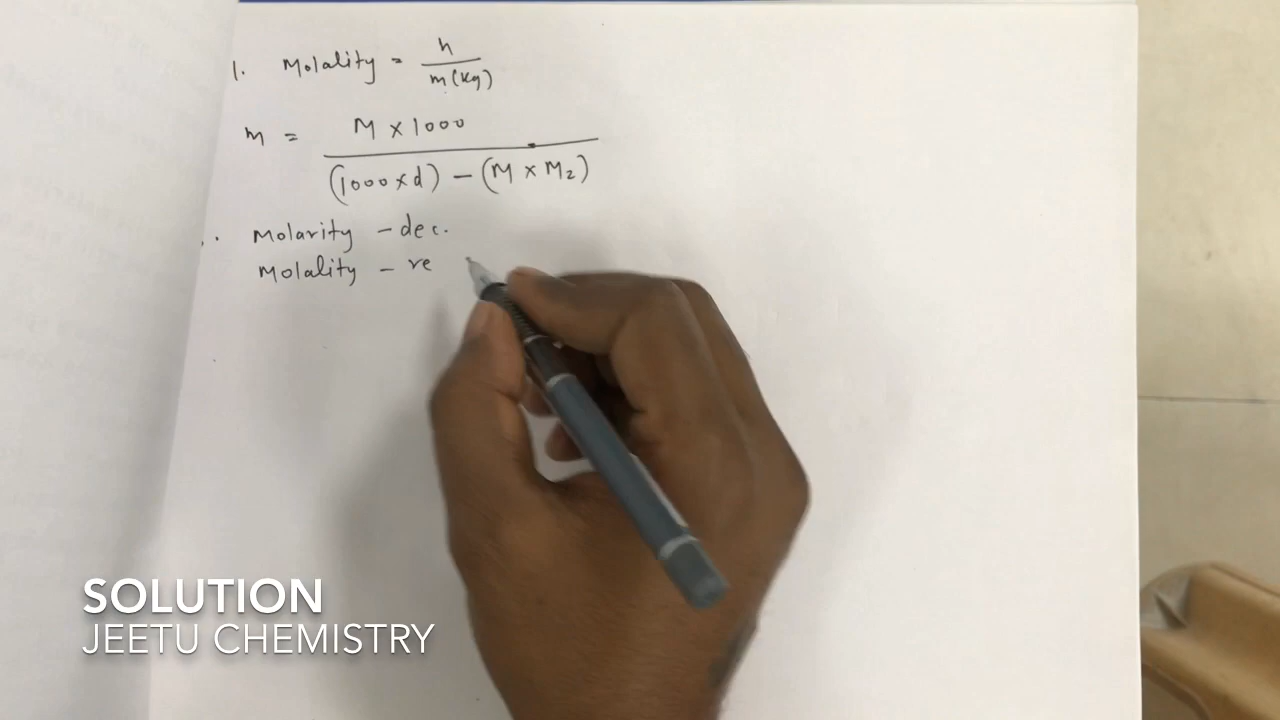 1. Molality = n / m(kg)
m = M × 1000 / (1000 × d) – (M × M₂)
Molarity – dec.
Molality – re
SOLUTION
JEETU CHEMISTRY